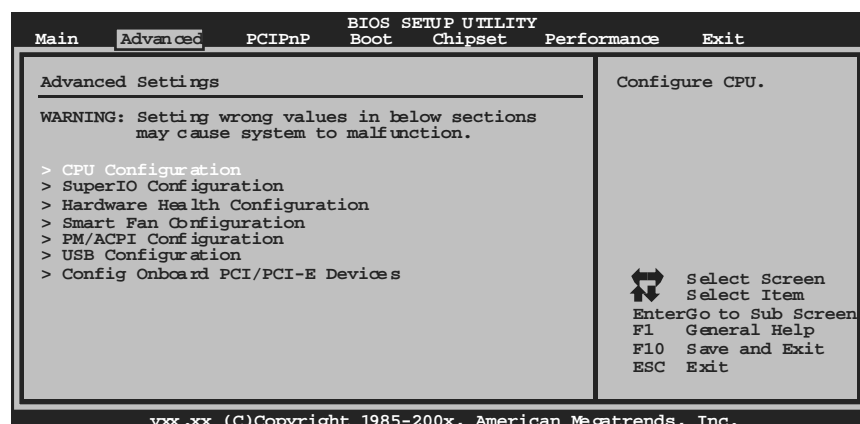 BIOS SETUP UTILITY
Main Advanced PCIPnP Boot Chipset Performance Exit
Advanced Settings
WARNING: Setting wrong values in below sections
may cause system to malfunction.
> CPU Configuration
> SuperIO Configuration
> Hardware Health Configuration
> Smart Fan Configuration
> PM/ACPI Configuration
> USB Configuration
> Config Onboard PCI/PCI-E Devices
Configure CPU.
Select Screen
Select Item
EnterGo to Sub Screen
F1 General Help
F10 Save and Exit
ESC Exit
vxx.xx (C)Copyright 1985-200x, American Megatrends, Inc.